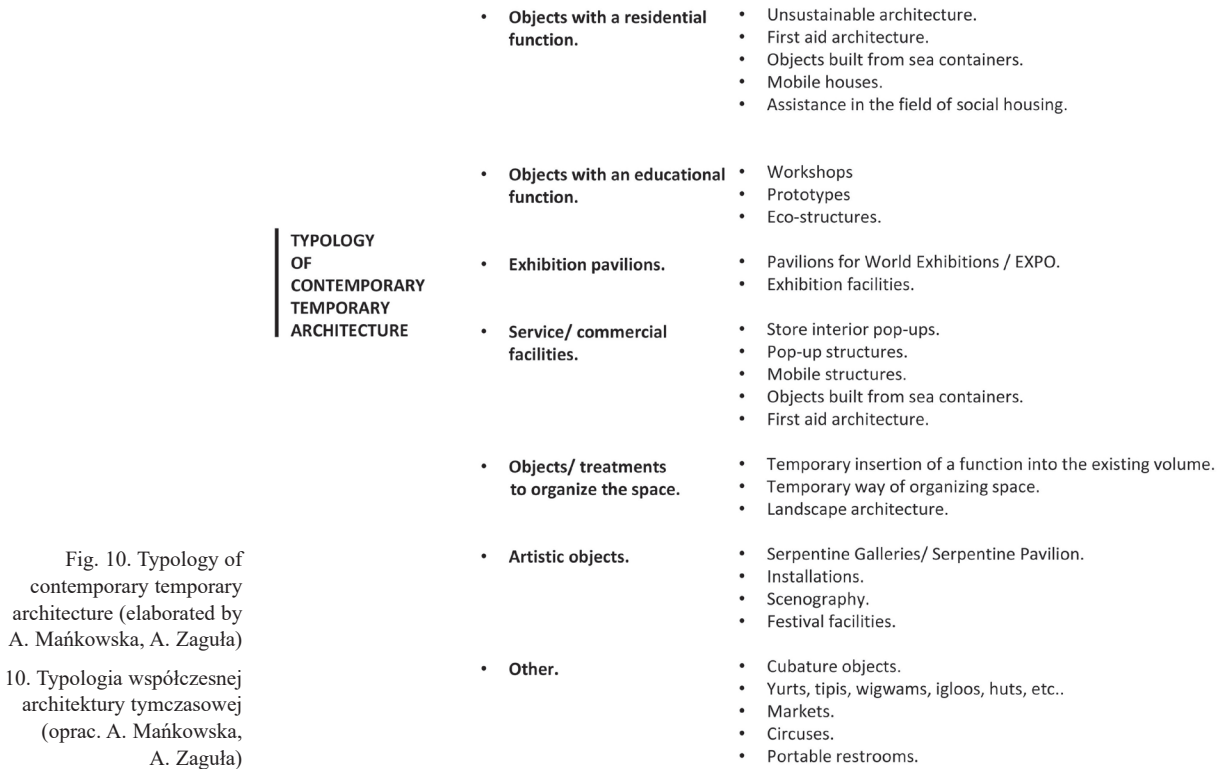 • Objects with a residential
function.
• Unsustainable architecture.
• First aid architecture.
• Objects built from sea containers.
• Mobile houses.
• Assistance in the field of social housing.
• Objects with an educational
function.
• Workshops
• Prototypes
• Eco-structures.
TYPOLOGY
OF
CONTEMPORARY
TEMPORARY
ARCHITECTURE
• Exhibition pavilions.
• Pavilions for World Exhibitions / EXPO.
• Exhibition facilities.
• Service/ commercial
facilities.
• Store interior pop-ups.
• Pop-up structures.
• Mobile structures.
• Objects built from sea containers.
• First aid architecture.
• Objects/ treatments
to organize the space.
• Temporary insertion of a function into the existing volume.
• Temporary way of organizing space.
• Landscape architecture.
• Artistic objects.
• Serpentine Galleries/ Serpentine Pavilion.
• Installations.
• Scenography.
• Festival facilities.
• Other.
• Cubature objects.
• Yurts, tipis, wigwams, igloos, huts, etc..
• Markets.
• Circuses.
• Portable restrooms.
Fig. 10. Typology of
contemporary temporary
architecture (elaborated by
A. Mańkowska, A. Zaguła)
10. Typologia współczesnej
architektury tymczasowej
(oprac. A. Mańkowska,
A. Zaguła)